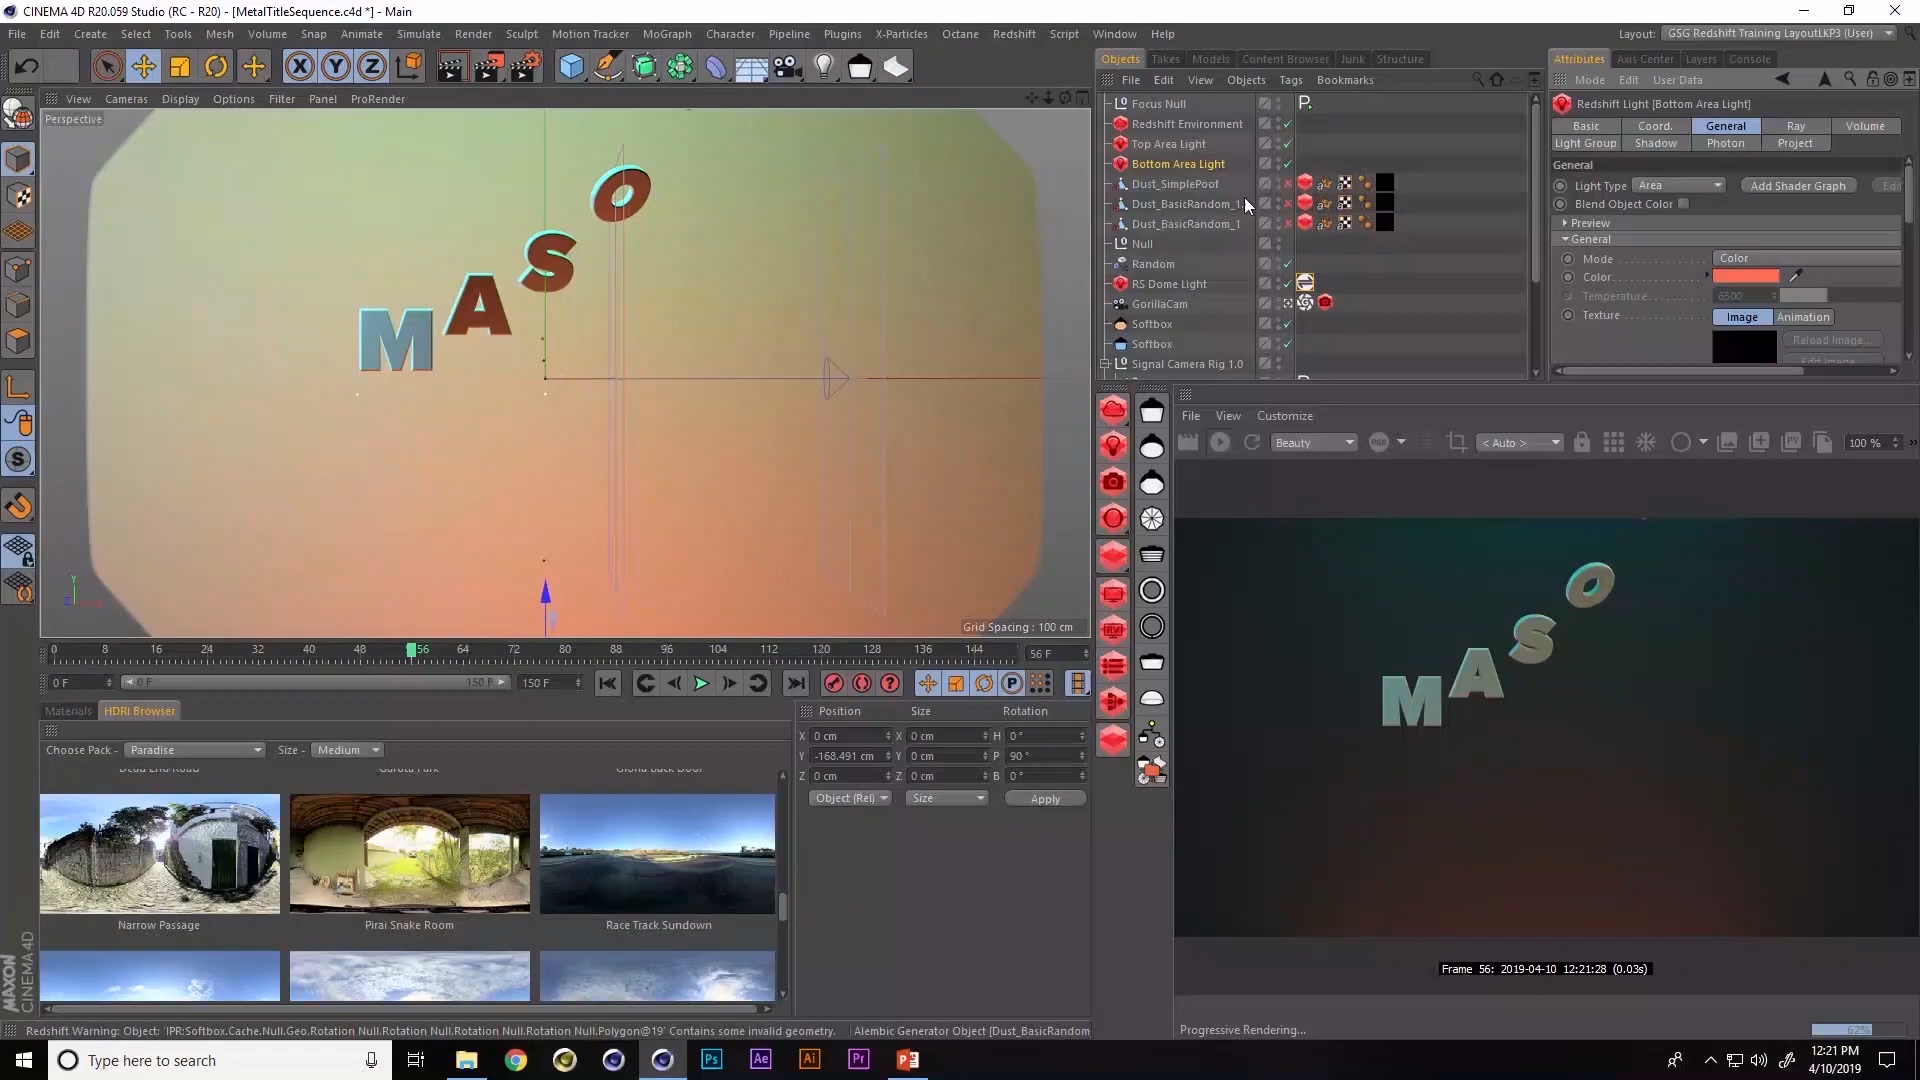 CINEMA 4D R20.059 Studio (RC - R20) - [MetalTitleSequence.c4d *] - Main
File Edit Create Select Tools Mesh Volume Snap Animate Simulate Render Sculpt Motion Tracker MoGraph Character Pipeline Plugins X-Particles Octane Redshift Script Window Help
Layout: GSG Redshift Training LayoutLKP3 (User)
Objects Takes Models Content Browser Junk Structure
Attributes Axis Center Layers Console
File Edit View Objects Tags Bookmarks
Mode Edit User Data
View Cameras Display Options Filter Panel ProRender
Perspective
M A S O
Grid Spacing : 100 cm
Focus Null
Redshift Environment
Top Area Light
Bottom Area Light
Dust_SimplePoof
Dust_BasicRandom_1
Dust_BasicRandom_1
Null
Random
RS Dome Light
GorillaCam
Softbox
Softbox
Signal Camera Rig 1.0
Redshift Light [Bottom Area Light]
Basic Coord. General Ray Volume
Light Group Shadow Photon Project
General
Light Type Area Add Shader Graph Edi
Blend Object Color
Preview
General
Mode Color
Color
Temperature 6500
Texture Image Animation
Reload Image...
Edit Image...
File View Customize
Beauty < Auto > 100 %
M A S O
Frame 56: 2019-04-10 12:21:28 (0.03s)
Progressive Rendering...
62%
0 8 16 24 32 40 48 56 64 72 80 88 96 104 112 120 128 136 144
56 F
0 F 0 F 150 F 150 F
Materials HDRI Browser
Choose Pack - Paradise Size - Medium
Narrow Passage
Pirai Snake Room
Race Track Sundown
Position Size Rotation
X 0 cm X 0 cm H 0 °
Y -168.491 cm Y 0 cm P 90 °
Z 0 cm Z 0 cm B 0 °
Object (Rel) Size Apply
MAXON
CINEMA 4D
Redshift Warning: Object: 'IPR:Softbox.Cache.Null.Geo.Rotation Null.Rotation Null.Rotation Null.Rotation Null.Polygon@19' Contains some invalid geometry.
Alembic Generator Object [Dust_BasicRandom
Type here to search
Ps Ae Ai Pr
12:21 PM
4/10/2019